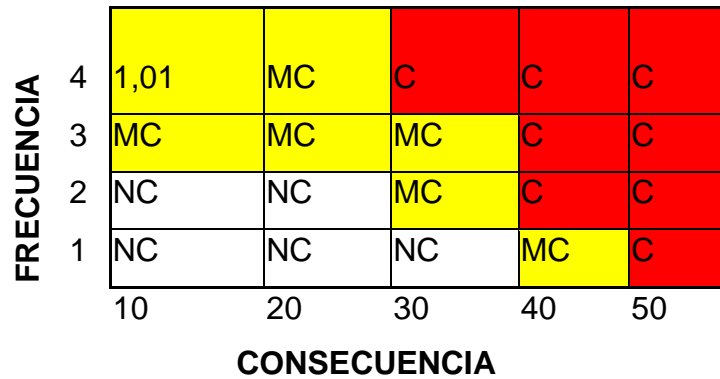 FRECUENCIA
4 1,01 MC C C C
3 MC MC MC C C
2 NC NC MC C C
1 NC NC NC MC C
10 20 30 40 50
CONSECUENCIA